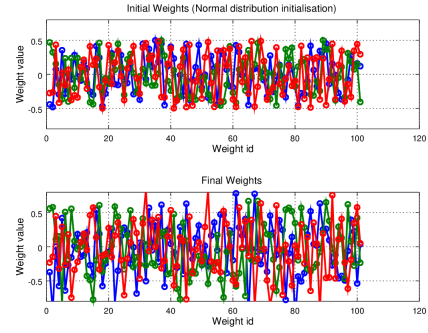 Initial Weights (Normal distribution initialisation)
Weight value
0.5
0
-0.5
0 20 40 60 80 100 120
Weight id
Final Weights
Weight value
0.5
0
-0.5
0 20 40 60 80 100 120
Weight id